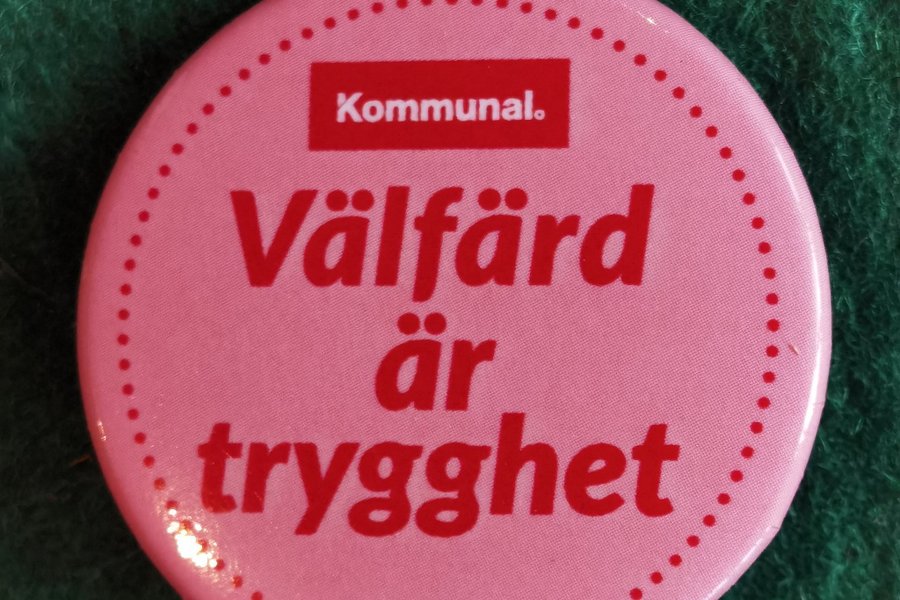 Kommunal.
Välfärd
är
trygghet